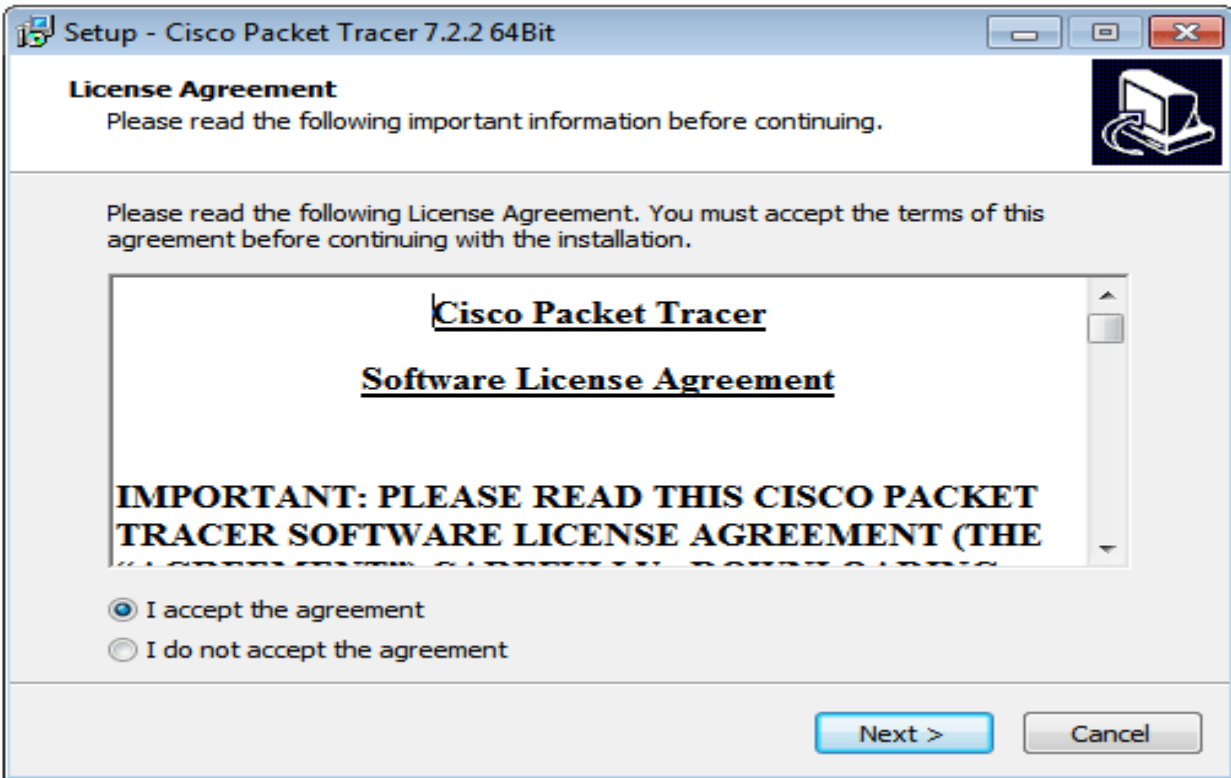 Setup - Cisco Packet Tracer 7.2.2 64Bit
License Agreement
Please read the following important information before continuing.
Please read the following License Agreement. You must accept the terms of this
agreement before continuing with the installation.
Cisco Packet Tracer
Software License Agreement
IMPORTANT: PLEASE READ THIS CISCO PACKET
TRACER SOFTWARE LICENSE AGREEMENT (THE
“AGREEMENT”) CAREFULLY. DOWNLOADING
I accept the agreement
I do not accept the agreement
Next >
Cancel